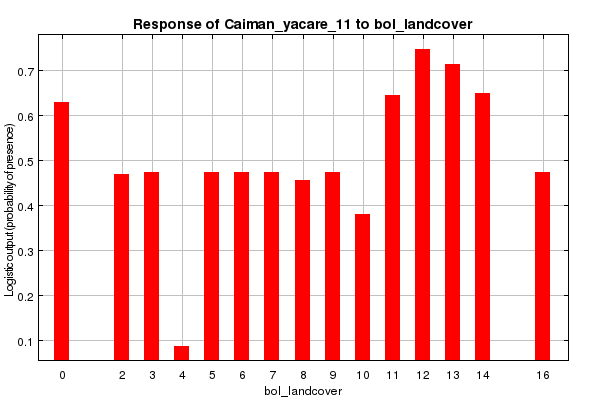 Response of Caiman_yacare_11 to bol_landcover
Logistic output (probability of presence)
0.7
0.6
0.5
0.4
0.3
0.2
0.1
0 2 3 4 5 6 7 8 9 10 11 12 13 14 16
bol_landcover